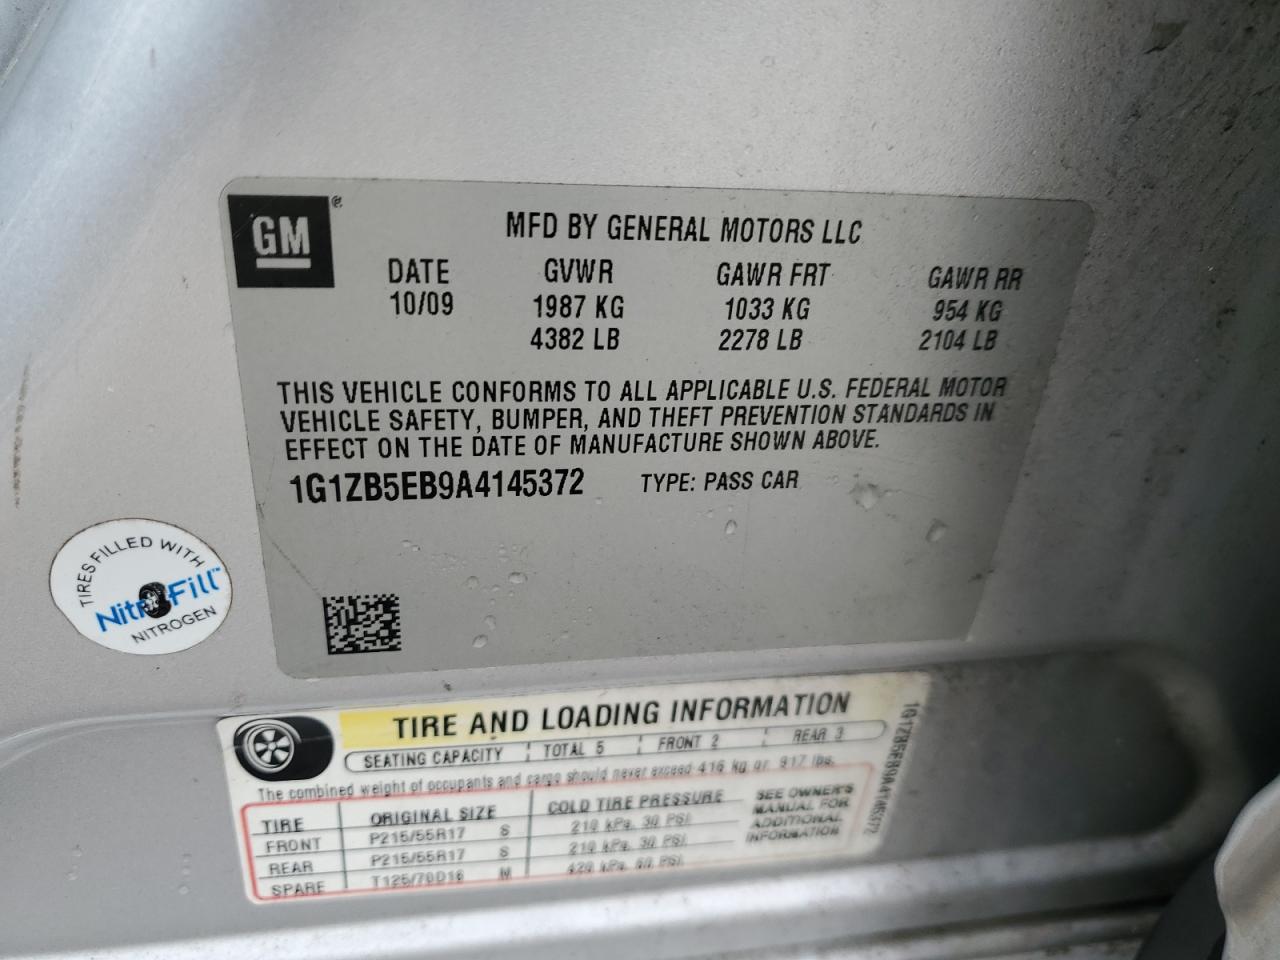 GM®
MFD BY GENERAL MOTORS LLC
DATE GVWR GAWR FRT GAWR RR
10/09 1987 KG 1033 KG 954 KG
4382 LB 2278 LB 2104 LB
THIS VEHICLE CONFORMS TO ALL APPLICABLE U.S. FEDERAL MOTOR
VEHICLE SAFETY, BUMPER, AND THEFT PREVENTION STANDARDS IN
EFFECT ON THE DATE OF MANUFACTURE SHOWN ABOVE.
1G1ZB5EB9A4145372 TYPE: PASS CAR
TIRES FILLED WITH
NitroFill™
NITROGEN
TIRE AND LOADING INFORMATION
SEATING CAPACITY TOTAL 5 FRONT 2 REAR 3
The combined weight of occupants and cargo should never exceed 416 kg or 917 lbs.
TIRE ORIGINAL SIZE COLD TIRE PRESSURE
FRONT P215/55R17 S 210 kPa, 30 PSI
REAR P215/55R17 S 210 kPa, 30 PSI
SPARE T125/70D16 M 420 kPa, 60 PSI
SEE OWNER'S
MANUAL FOR
ADDITIONAL
INFORMATION
1G1ZB5EB9A4145372